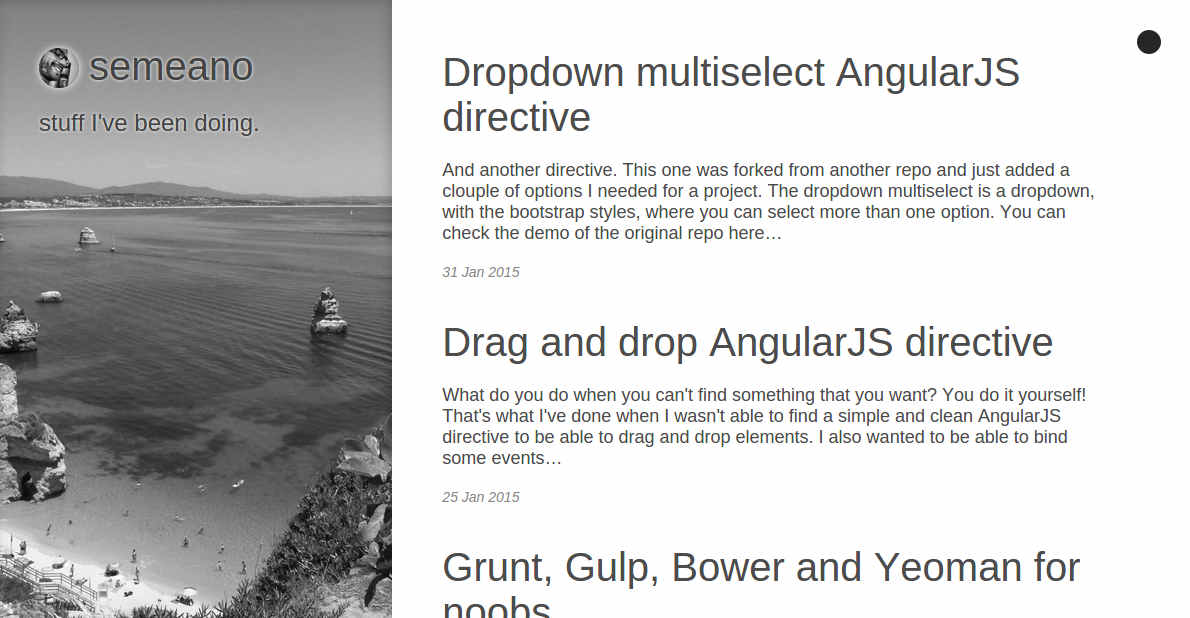 semeano
stuff I've been doing.
Dropdown multiselect AngularJS
directive
And another directive. This one was forked from another repo and just added a
clouple of options I needed for a project. The dropdown multiselect is a dropdown,
with the bootstrap styles, where you can select more than one option. You can
check the demo of the original repo here…
31 Jan 2015
Drag and drop AngularJS directive
What do you do when you can't find something that you want? You do it yourself!
That's what I've done when I wasn't able to find a simple and clean AngularJS
directive to be able to drag and drop elements. I also wanted to be able to bind
some events…
25 Jan 2015
Grunt, Gulp, Bower and Yeoman for
noobs